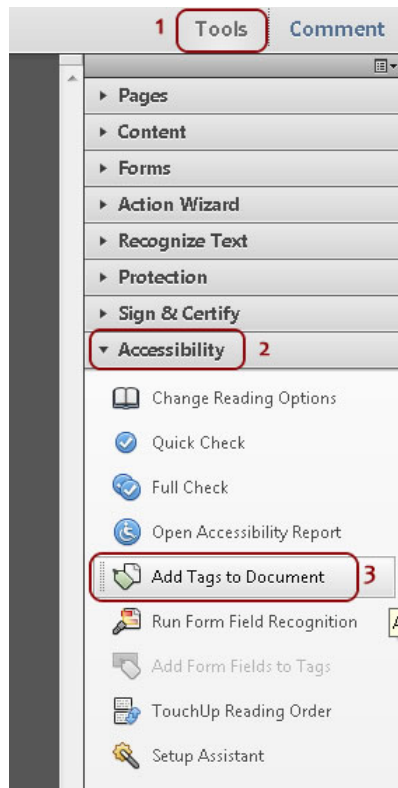 1 Tools Comment
Pages
Content
Forms
Action Wizard
Recognize Text
Protection
Sign & Certify
Accessibility 2
Change Reading Options
Quick Check
Full Check
Open Accessibility Report
Add Tags to Document 3
Run Form Field Recognition A
Add Form Fields to Tags
TouchUp Reading Order
Setup Assistant